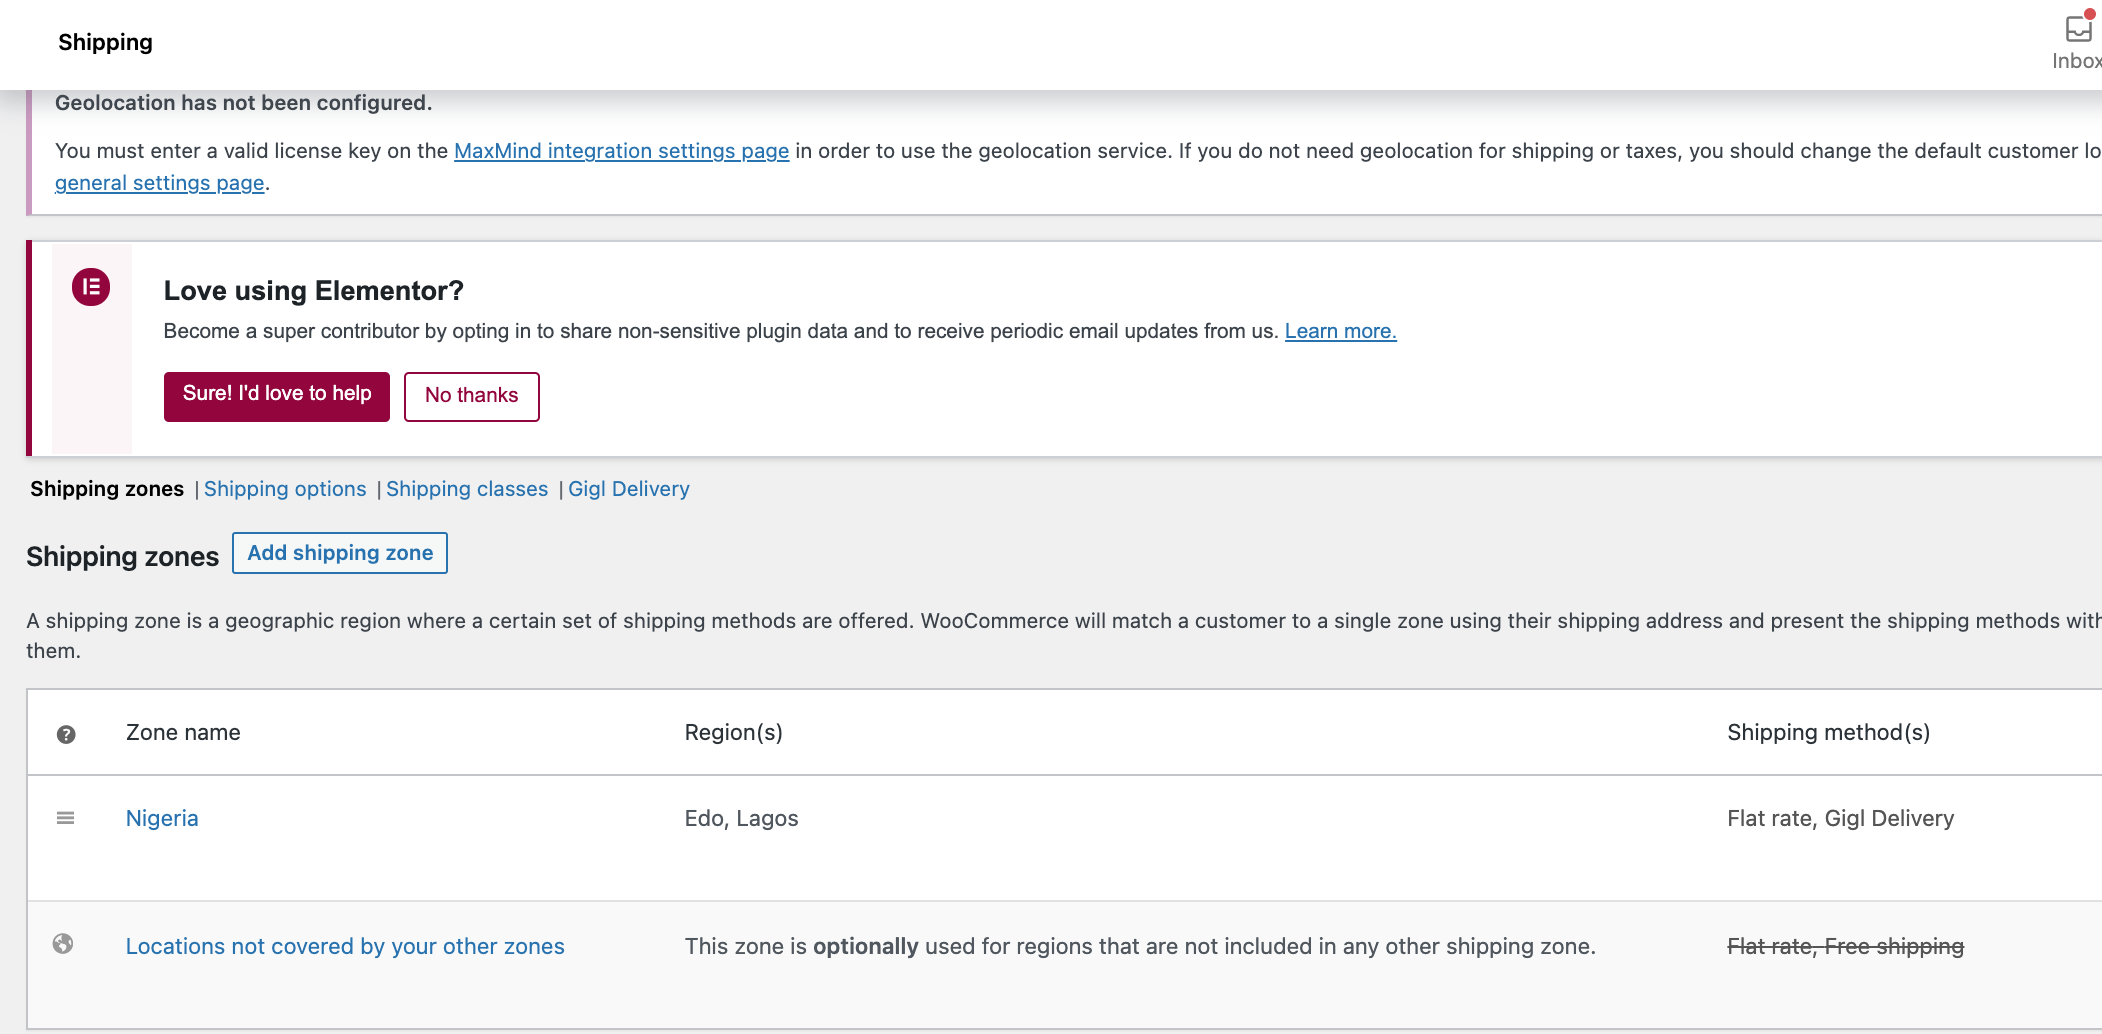 Shipping
Inbox
Geolocation has not been configured.
You must enter a valid license key on the MaxMind integration settings page in order to use the geolocation service. If you do not need geolocation for shipping or taxes, you should change the default customer lo
general settings page.
Love using Elementor?
Become a super contributor by opting in to share non-sensitive plugin data and to receive periodic email updates from us. Learn more.
Sure! I'd love to help No thanks
Shipping zones | Shipping options | Shipping classes | Gigl Delivery
Shipping zones Add shipping zone
A shipping zone is a geographic region where a certain set of shipping methods are offered. WooCommerce will match a customer to a single zone using their shipping address and present the shipping methods with
them.
? Zone name Region(s) Shipping method(s)
Nigeria Edo, Lagos Flat rate, Gigl Delivery
Locations not covered by your other zones This zone is optionally used for regions that are not included in any other shipping zone. Flat rate, Free shipping